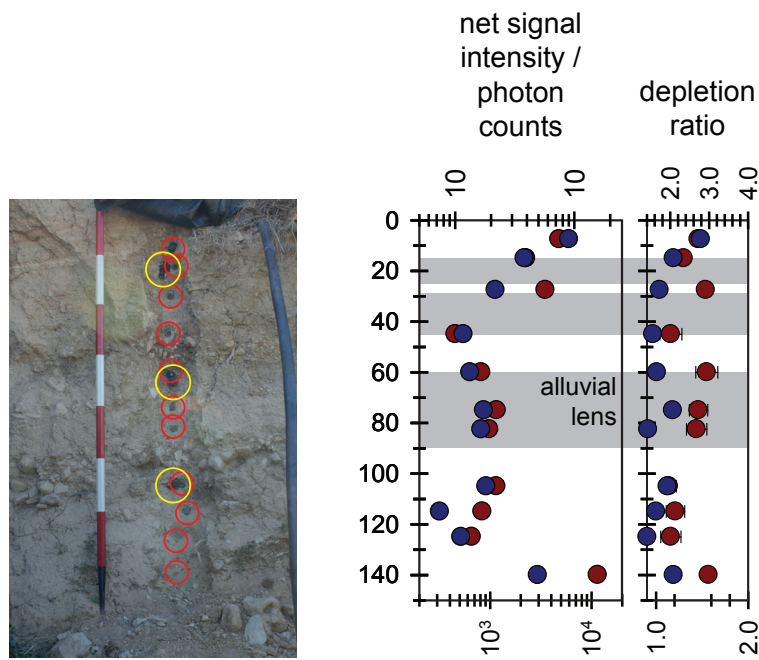 net signal
intensity /
photon
counts
depletion
ratio
10
10
2.0
3.0
4.0
0
20
40
60
80
100
120
140
alluvial
lens
10³
10⁴
1.0
2.0